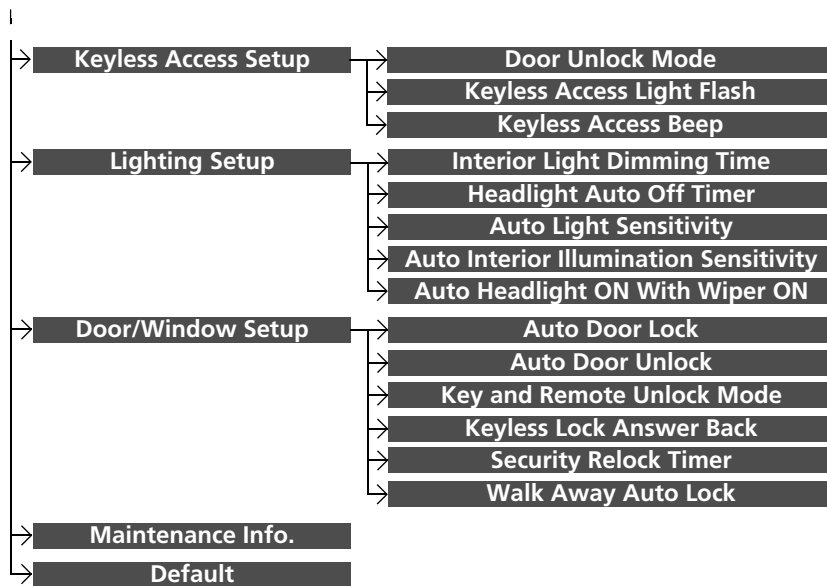 Keyless Access Setup
Door Unlock Mode
Keyless Access Light Flash
Keyless Access Beep
Lighting Setup
Interior Light Dimming Time
Headlight Auto Off Timer
Auto Light Sensitivity
Auto Interior Illumination Sensitivity
Auto Headlight ON With Wiper ON
Door/Window Setup
Auto Door Lock
Auto Door Unlock
Key and Remote Unlock Mode
Keyless Lock Answer Back
Security Relock Timer
Walk Away Auto Lock
Maintenance Info.
Default